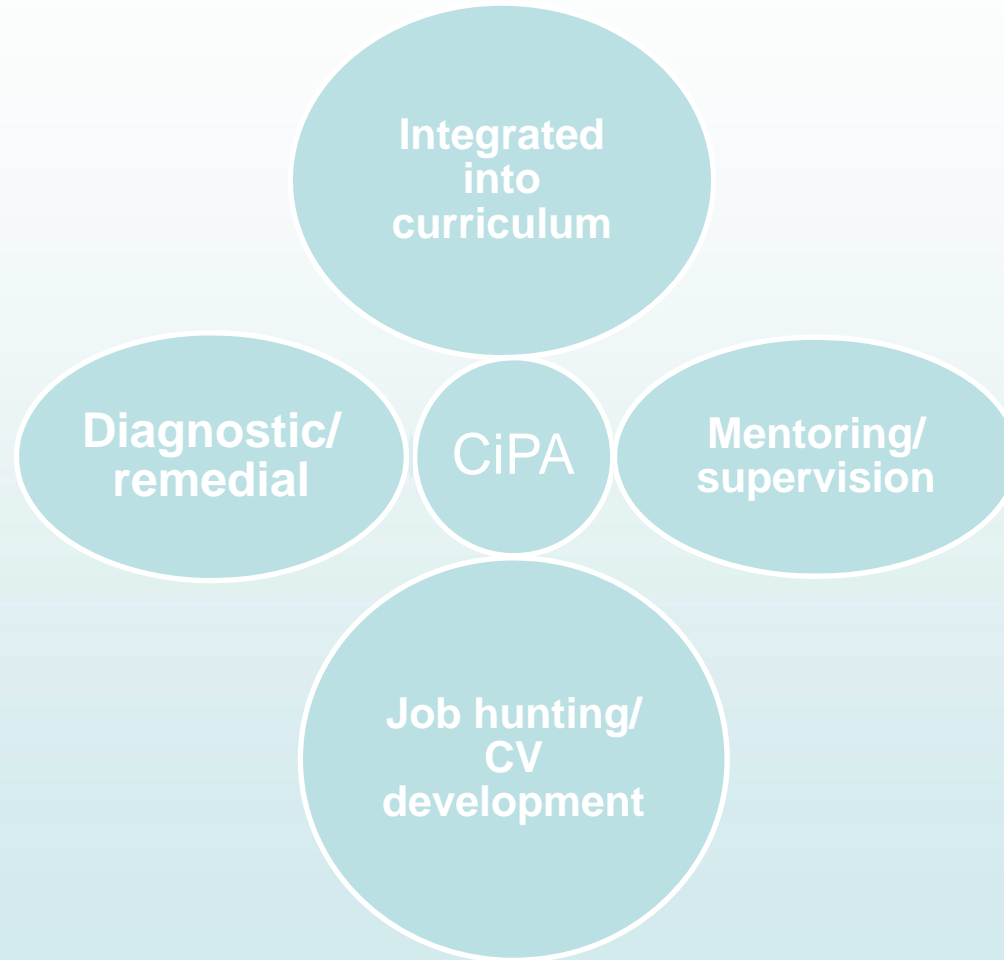 Integrated
into
curriculum
Diagnostic/
remedial
CiPA
Mentoring/
supervision
Job hunting/
CV
development